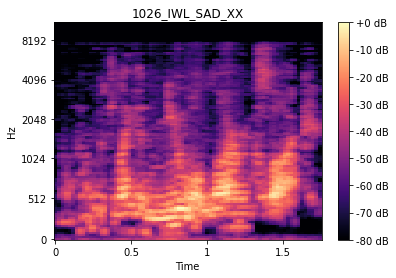 1026_IWL_SAD_XX
+0 dB
8192
-10 dB
4096
-20 dB
-30 dB
2048
Hz
-40 dB
1024
-50 dB
512
-60 dB
-70 dB
0
-80 dB
0
0.5
1
1.5
Time